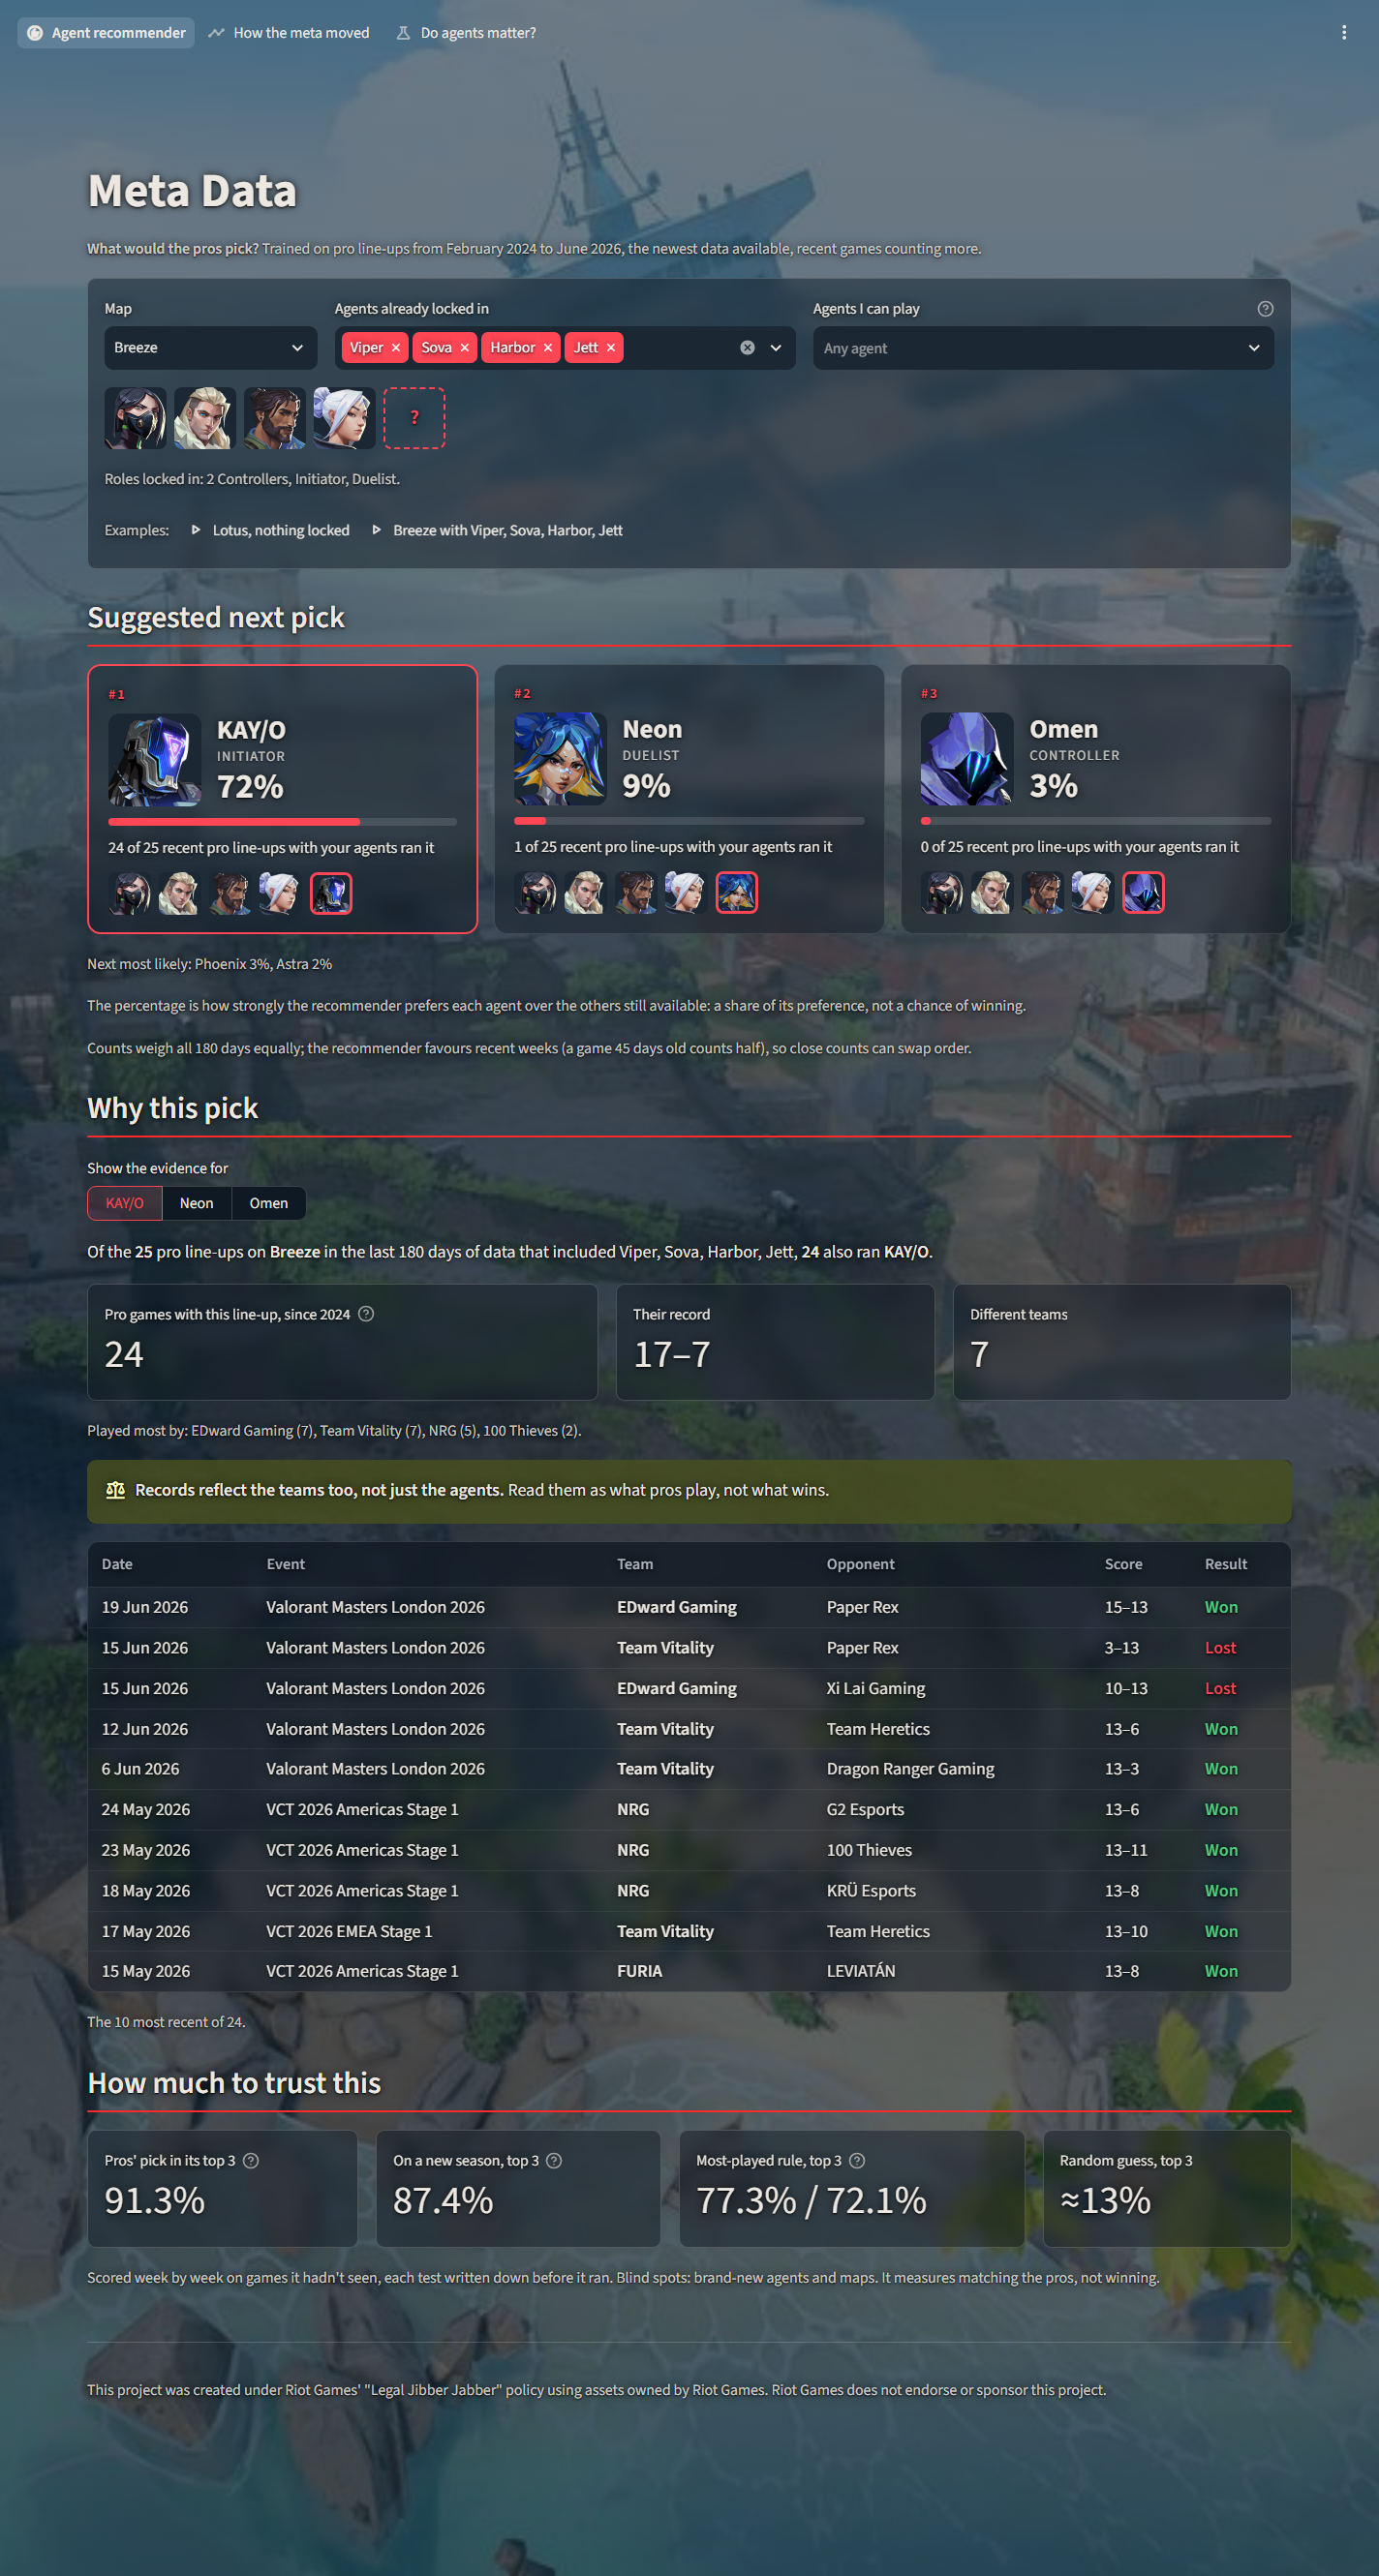 Agent recommender How the meta moved Do agents matter?
Meta Data
What would the pros pick? Trained on pro line-ups from February 2024 to June 2026, the newest data available, recent games counting more.
Map Agents already locked in Agents I can play
Breeze Viper Sova Harbor Jett Any agent
?
Roles locked in: 2 Controllers, Initiator, Duelist.
Examples: Lotus, nothing locked Breeze with Viper, Sova, Harbor, Jett
Suggested next pick
#1 #2 #3
KAY/O Neon Omen
INITIATOR DUELIST CONTROLLER
72% 9% 3%
24 of 25 recent pro line-ups with your agents ran it 1 of 25 recent pro line-ups with your agents ran it 0 of 25 recent pro line-ups with your agents ran it
Next most likely: Phoenix 3%, Astra 2%
The percentage is how strongly the recommender prefers each agent over the others still available: a share of its preference, not a chance of winning.
Counts weigh all 180 days equally; the recommender favours recent weeks (a game 45 days old counts half), so close counts can swap order.
Why this pick
Show the evidence for
KAY/O Neon Omen
Of the 25 pro line-ups on Breeze in the last 180 days of data that included Viper, Sova, Harbor, Jett, 24 also ran KAY/O.
Pro games with this line-up, since 2024 Their record Different teams
24 17–7 7
Played most by: EDward Gaming (7), Team Vitality (7), NRG (5), 100 Thieves (2).
Records reflect the teams too, not just the agents. Read them as what pros play, not what wins.
Date Event Team Opponent Score Result
19 Jun 2026 Valorant Masters London 2026 EDward Gaming Paper Rex 15–13 Won
15 Jun 2026 Valorant Masters London 2026 Team Vitality Paper Rex 3–13 Lost
15 Jun 2026 Valorant Masters London 2026 EDward Gaming Xi Lai Gaming 10–13 Lost
12 Jun 2026 Valorant Masters London 2026 Team Vitality Team Heretics 13–6 Won
6 Jun 2026 Valorant Masters London 2026 Team Vitality Dragon Ranger Gaming 13–3 Won
24 May 2026 VCT 2026 Americas Stage 1 NRG G2 Esports 13–6 Won
23 May 2026 VCT 2026 Americas Stage 1 NRG 100 Thieves 13–11 Won
18 May 2026 VCT 2026 Americas Stage 1 NRG KRÜ Esports 13–8 Won
17 May 2026 VCT 2026 EMEA Stage 1 Team Vitality Team Heretics 13–10 Won
15 May 2026 VCT 2026 Americas Stage 1 FURIA LEVIATÁN 13–8 Won
The 10 most recent of 24.
How much to trust this
Pros' pick in its top 3 On a new season, top 3 Most-played rule, top 3 Random guess, top 3
91.3% 87.4% 77.3% / 72.1% ≈13%
Scored week by week on games it hadn't seen, each test written down before it ran. Blind spots: brand-new agents and maps. It measures matching the pros, not winning.
This project was created under Riot Games' "Legal Jibber Jabber" policy using assets owned by Riot Games. Riot Games does not endorse or sponsor this project.